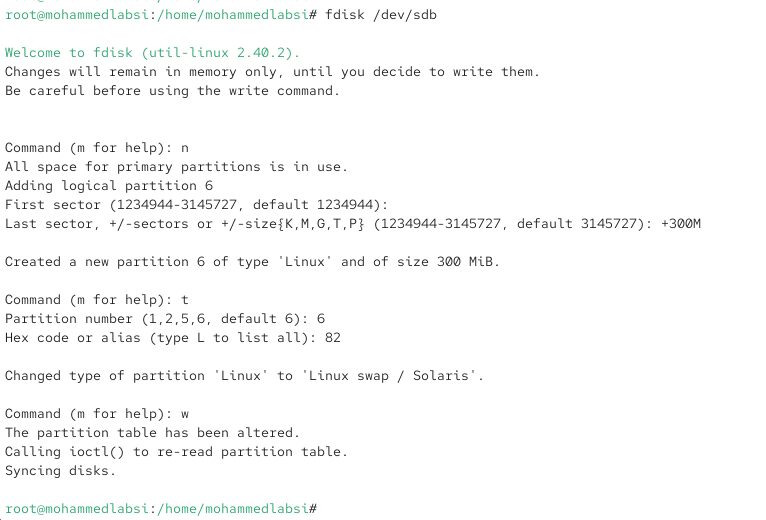 root@mohammedlabsi:/home/mohammedlabsi# fdisk /dev/sdb
Welcome to fdisk (util-linux 2.40.2).
Changes will remain in memory only, until you decide to write them.
Be careful before using the write command.
Command (m for help): n
All space for primary partitions is in use.
Adding logical partition 6
First sector (1234944-3145727, default 1234944):
Last sector, +/-sectors or +/-size{K,M,G,T,P} (1234944-3145727, default 3145727): +300M
Created a new partition 6 of type 'Linux' and of size 300 MiB.
Command (m for help): t
Partition number (1,2,5,6, default 6): 6
Hex code or alias (type L to list all): 82
Changed type of partition 'Linux' to 'Linux swap / Solaris'.
Command (m for help): w
The partition table has been altered.
Calling ioctl() to re-read partition table.
Syncing disks.
root@mohammedlabsi:/home/mohammedlabsi#